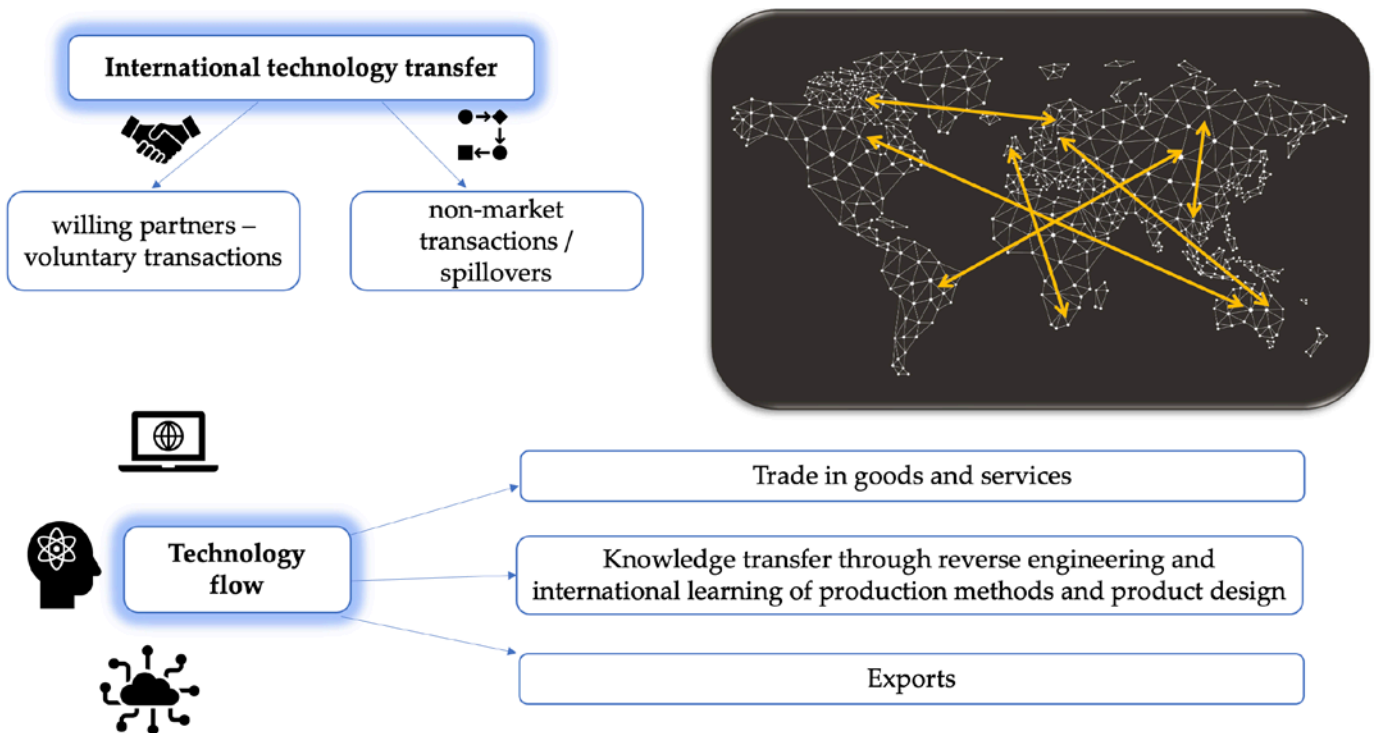 International technology transfer
willing partners –
voluntary transactions
non-market
transactions /
spillovers
Trade in goods and services
Technology
flow
Knowledge transfer through reverse engineering and
international learning of production methods and product design
Exports